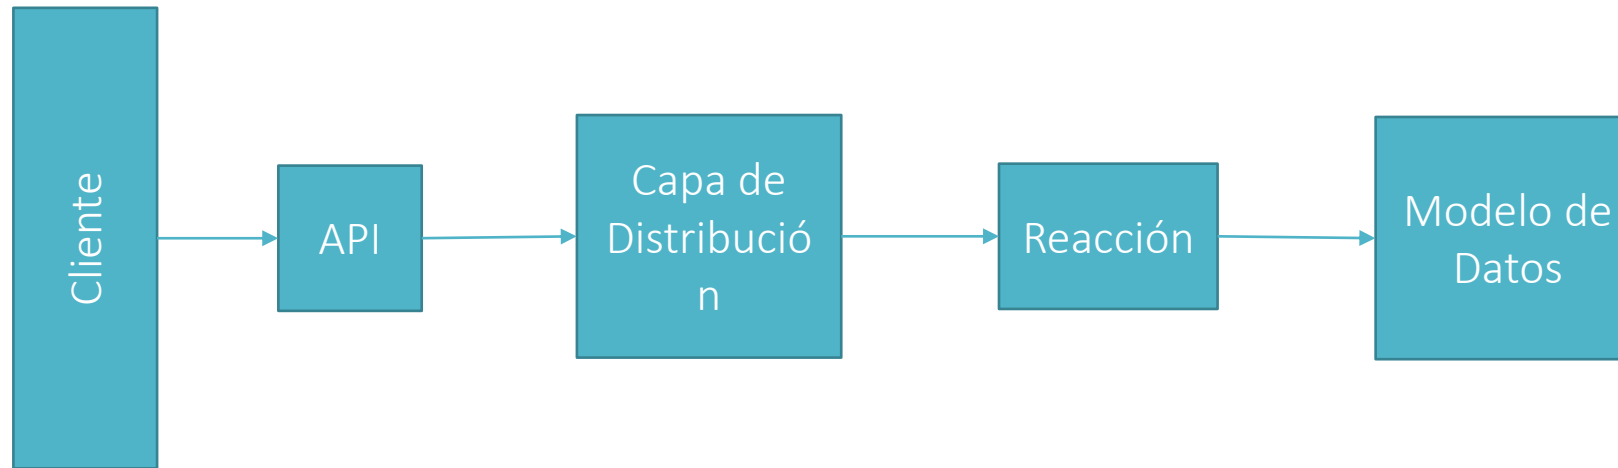 Cliente
API
Capa de
Distribució
n
Reacción
Modelo de
Datos